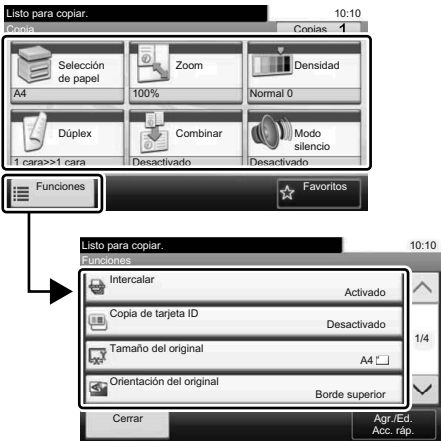 Listo para copiar. 10:10
Copia Copias 1
Selección
de papel
A4
Zoom
100%
Densidad
Normal 0
Dúplex
1 cara>>1 cara
Combinar
Desactivado
Modo
silencio
Desactivado
Funciones
Favoritos
Listo para copiar. 10:10
Funciones
Intercalar
Activado
Copia de tarjeta ID
Desactivado
Tamaño del original
A4
Orientación del original
Borde superior
1/4
Cerrar
Agr./Ed.
Acc. ráp.